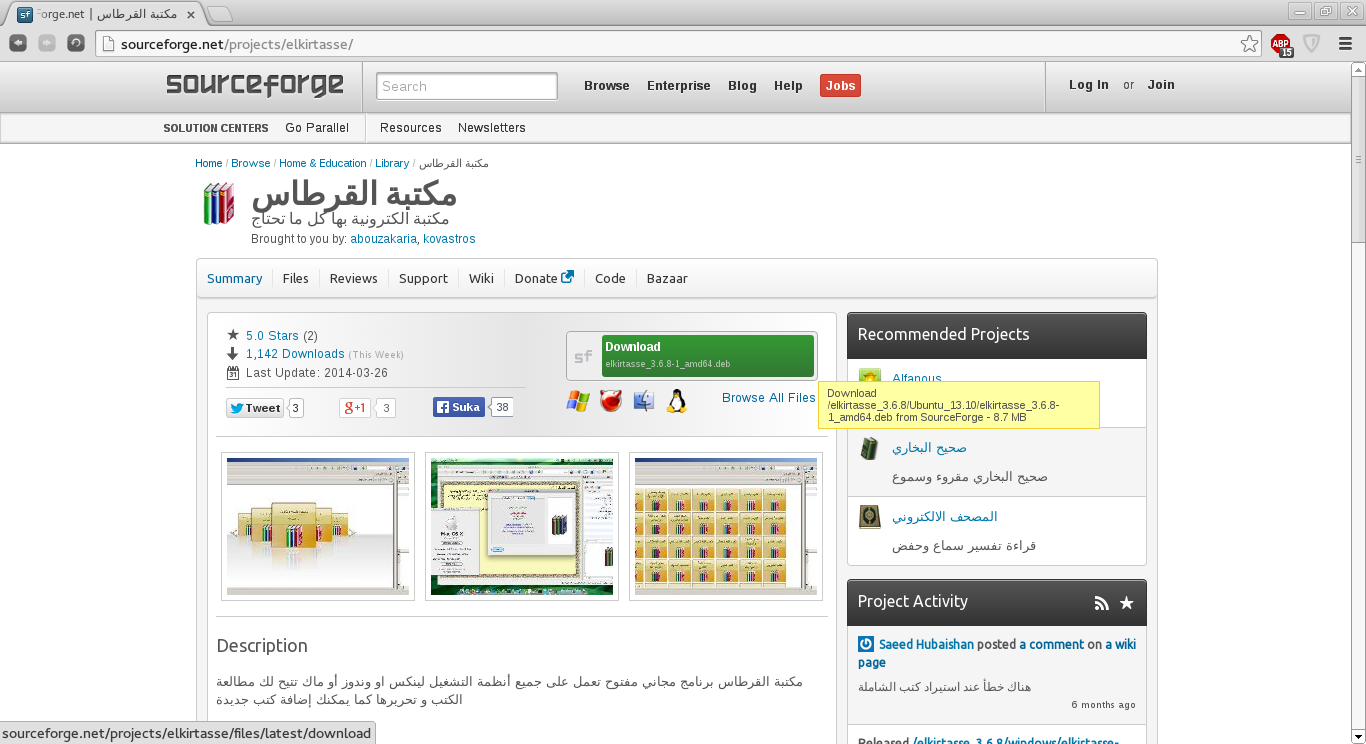 Forge.net | مكتبة القرطاس
sourceforge.net/projects/elkirtasse/
ABP
15
sourceforge
Search
Browse Enterprise Blog Help Jobs
Log In or Join
SOLUTION CENTERS Go Parallel Resources Newsletters
Home / Browse / Home & Education / Library / مكتبة القرطاس
مكتبة القرطاس
مكتبة الكترونية بها كل ما تحتاج
Brought to you by: abouzakaria, kovastros
Summary Files Reviews Support Wiki Donate Code Bazaar
5.0 Stars (2)
1,142 Downloads (This Week)
31 Last Update: 2014-03-26
Tweet 3
g+1 3
Suka 38
sf
Download
elkirtasse_3.6.8-1_amd64.deb
Browse All Files
Download
/elkirtasse_3.6.8/Ubuntu_13.10/elkirtasse_3.6.8-
1_amd64.deb from SourceForge - 8.7 MB
Description
مكتبة القرطاس برنامج مجاني مفتوح تعمل على جميع أنظمة التشغيل لينكس او وندوز أو ماك تتيح لك مطالعة
الكتب و تحريرها كما يمكنك إضافة كتب جديدة
Recommended Projects
Alfanous
صحيح البخاري
صحيح البخاري مقروء وسموع
المصحف الالكتروني
قراءة تفسير سماع وحفض
Project Activity
Saeed Hubaishan posted a comment on a wiki
page
هناك خطأ عند استيراد كتب الشاملة
6 months ago
Released /elkirtasse_3.6.8/windows/elkirtasse-
sourceforge.net/projects/elkirtasse/files/latest/download